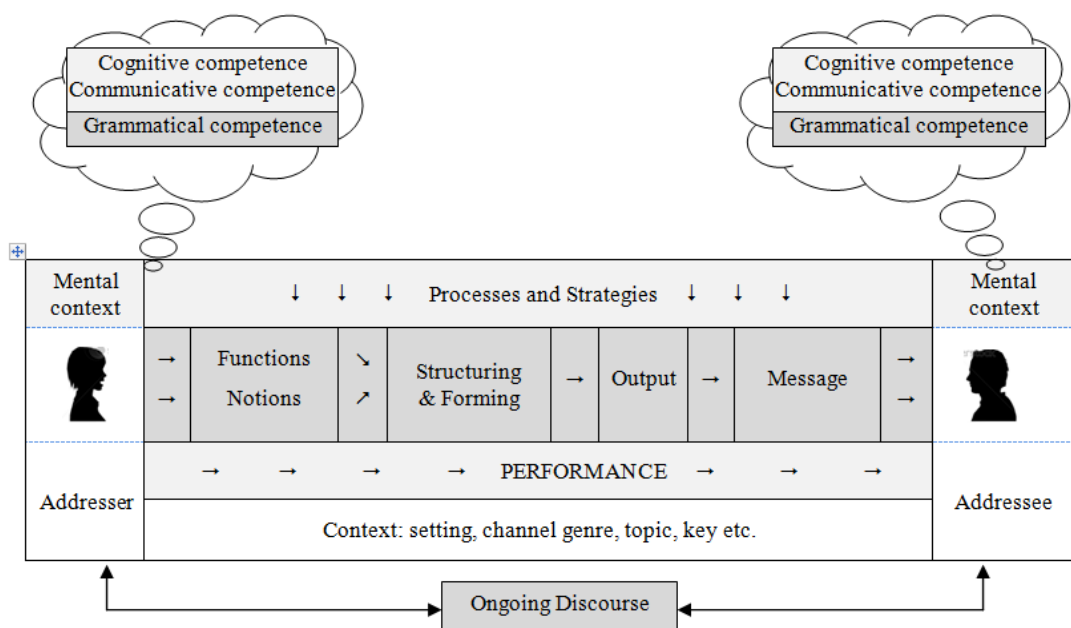 Cognitive competence
Communicative competence
Grammatical competence
Cognitive competence
Communicative competence
Grammatical competence
Mental
context
↓ ↓ ↓ Processes and Strategies ↓ ↓ ↓
Mental
context
→ →
Functions
Notions
↘ ↗
Structuring
& Forming
→
Output
→
Message
→ →
Addresser
→ → → → PERFORMANCE → → →
Addressee
Context: setting, channel genre, topic, key etc.
Ongoing Discourse